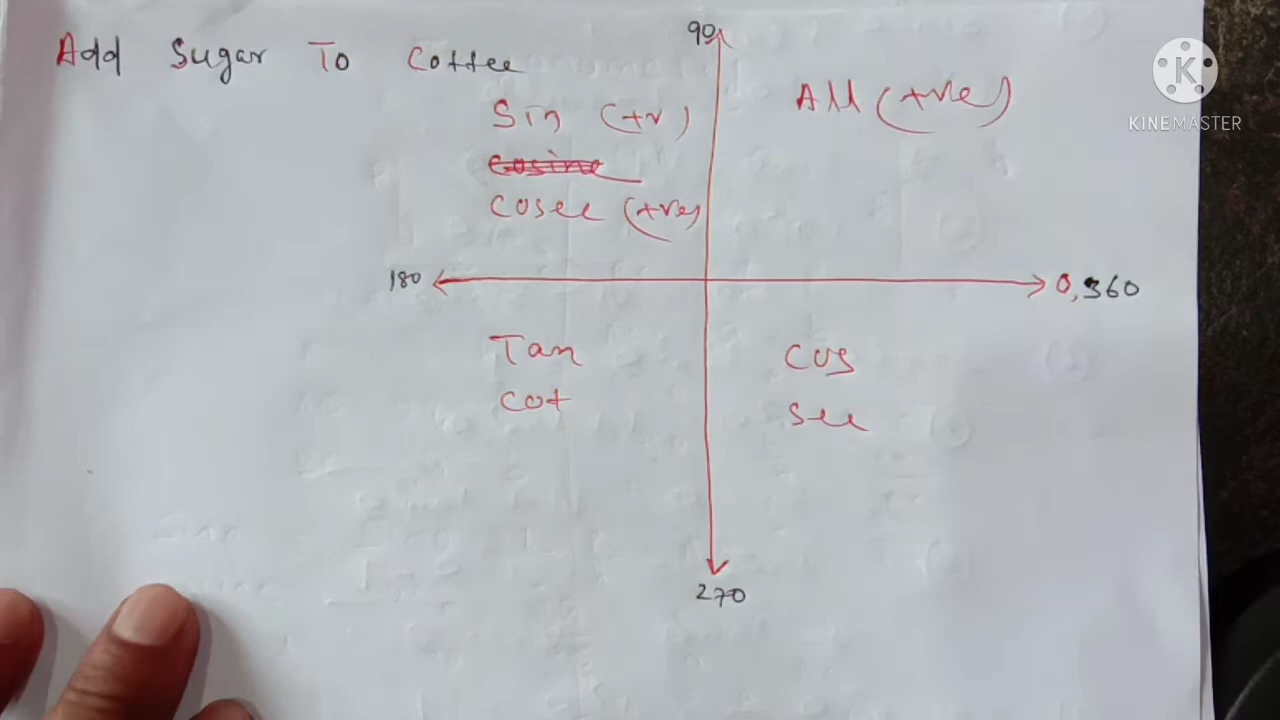 Add Sugar To Coffee
90
All (+ve)
K
KINEMASTER
Sin (+v)
Cosine
Cosec (+ve)
180
0,360
Tan
Cot
Cos
Sec
270